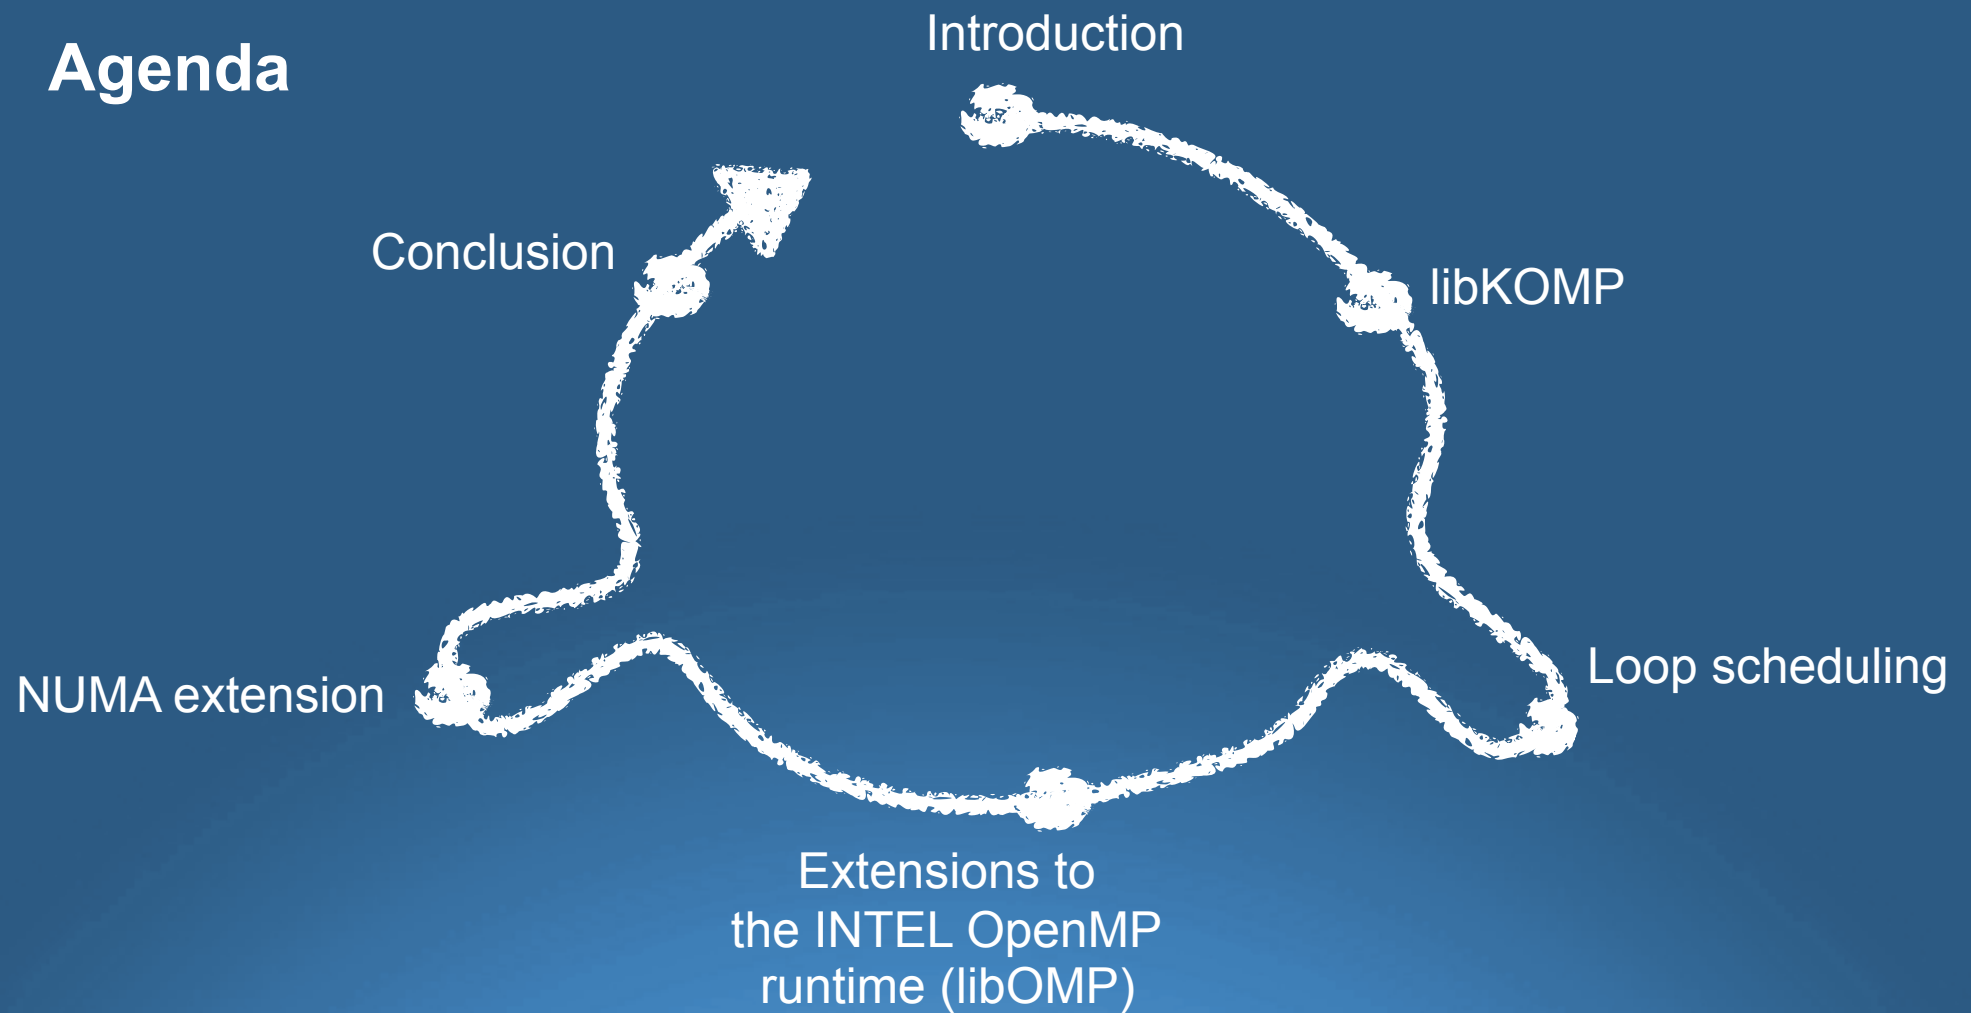 Agenda
Introduction
libKOMP
Loop scheduling
Extensions to
the INTEL OpenMP
runtime (libOMP)
NUMA extension
Conclusion